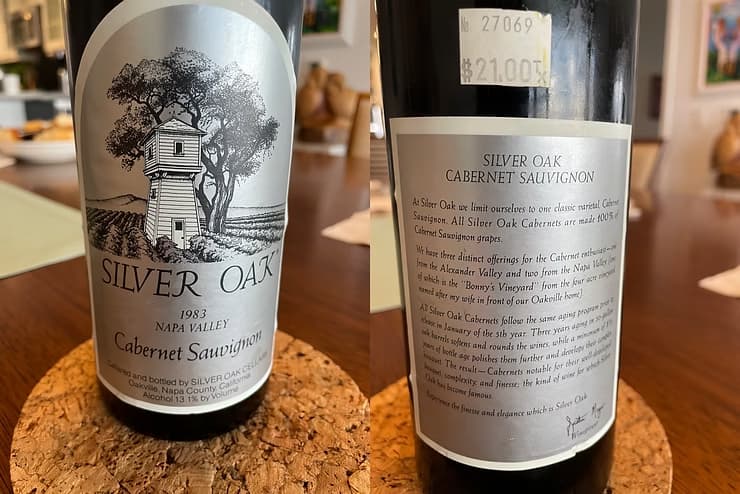 SILVER OAK
1983
NAPA VALLEY
Cabernet Sauvignon
Cellared and bottled by SILVER OAK CELLARS
Oakville, Napa County, California
Alcohol 13.1% by Volume
No 27069
$21.00
SILVER OAK
CABERNET SAUVIGNON
At Silver Oak we limit ourselves to one classic varietal, Cabernet
Sauvignon. All Silver Oak Cabernets are made 100% of
Cabernet Sauvignon grapes.
We have three distinct offerings for the Cabernet enthusiast—one
from the Alexander Valley and two from the Napa Valley (one
of which is the "Bonny's Vineyard" from the four acre vineyard
named after my wife in front of our Oakville home)
All Silver Oak Cabernets follow the same aging program prior to
release in January of the 5th year. Three years aging in 50 gallon
oak barrels softens and rounds the wines, while a minimum of
years of bottle age polishes them further and develops their complex
bouquet. The result—Cabernets notable for their well-developed
bouquet, complexity, and finesse; the kind of wine for which Silver
Oak has become famous.
Experience the finesse and elegance which is Silver Oak
Winemaker